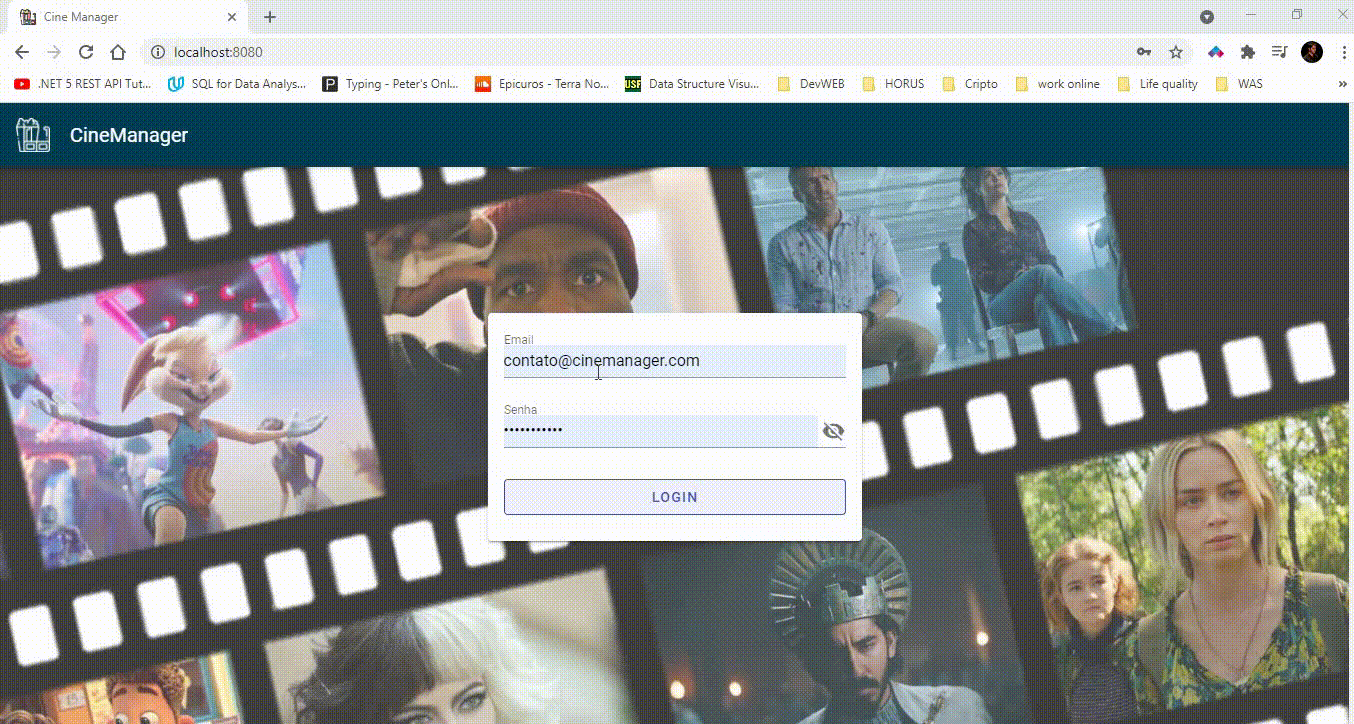 Cine Manager
localhost:8080
.NET 5 REST API Tut... SQL for Data Analys... Typing - Peter's Onl... Epicuros - Terra No... USF Data Structure Visu... DevWEB HORUS Cripto work online Life quality WAS
CineManager
Email
contato@cinemanager.com
Senha
•••••••••••
LOGIN